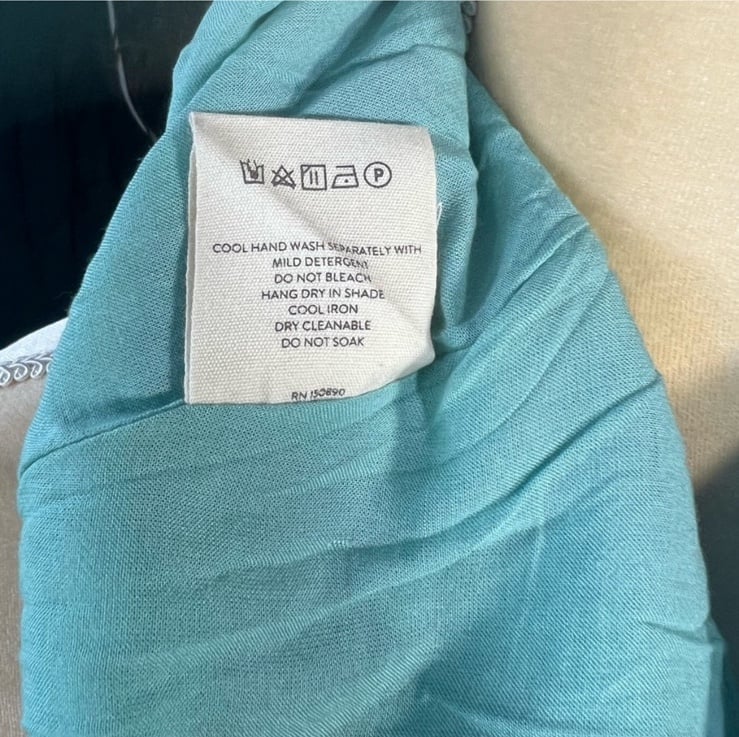 P
COOL HAND WASH SEPARATELY WITH
MILD DETERGENT
DO NOT BLEACH
HANG DRY IN SHADE
COOL IRON
DRY CLEANABLE
DO NOT SOAK
RN 150890